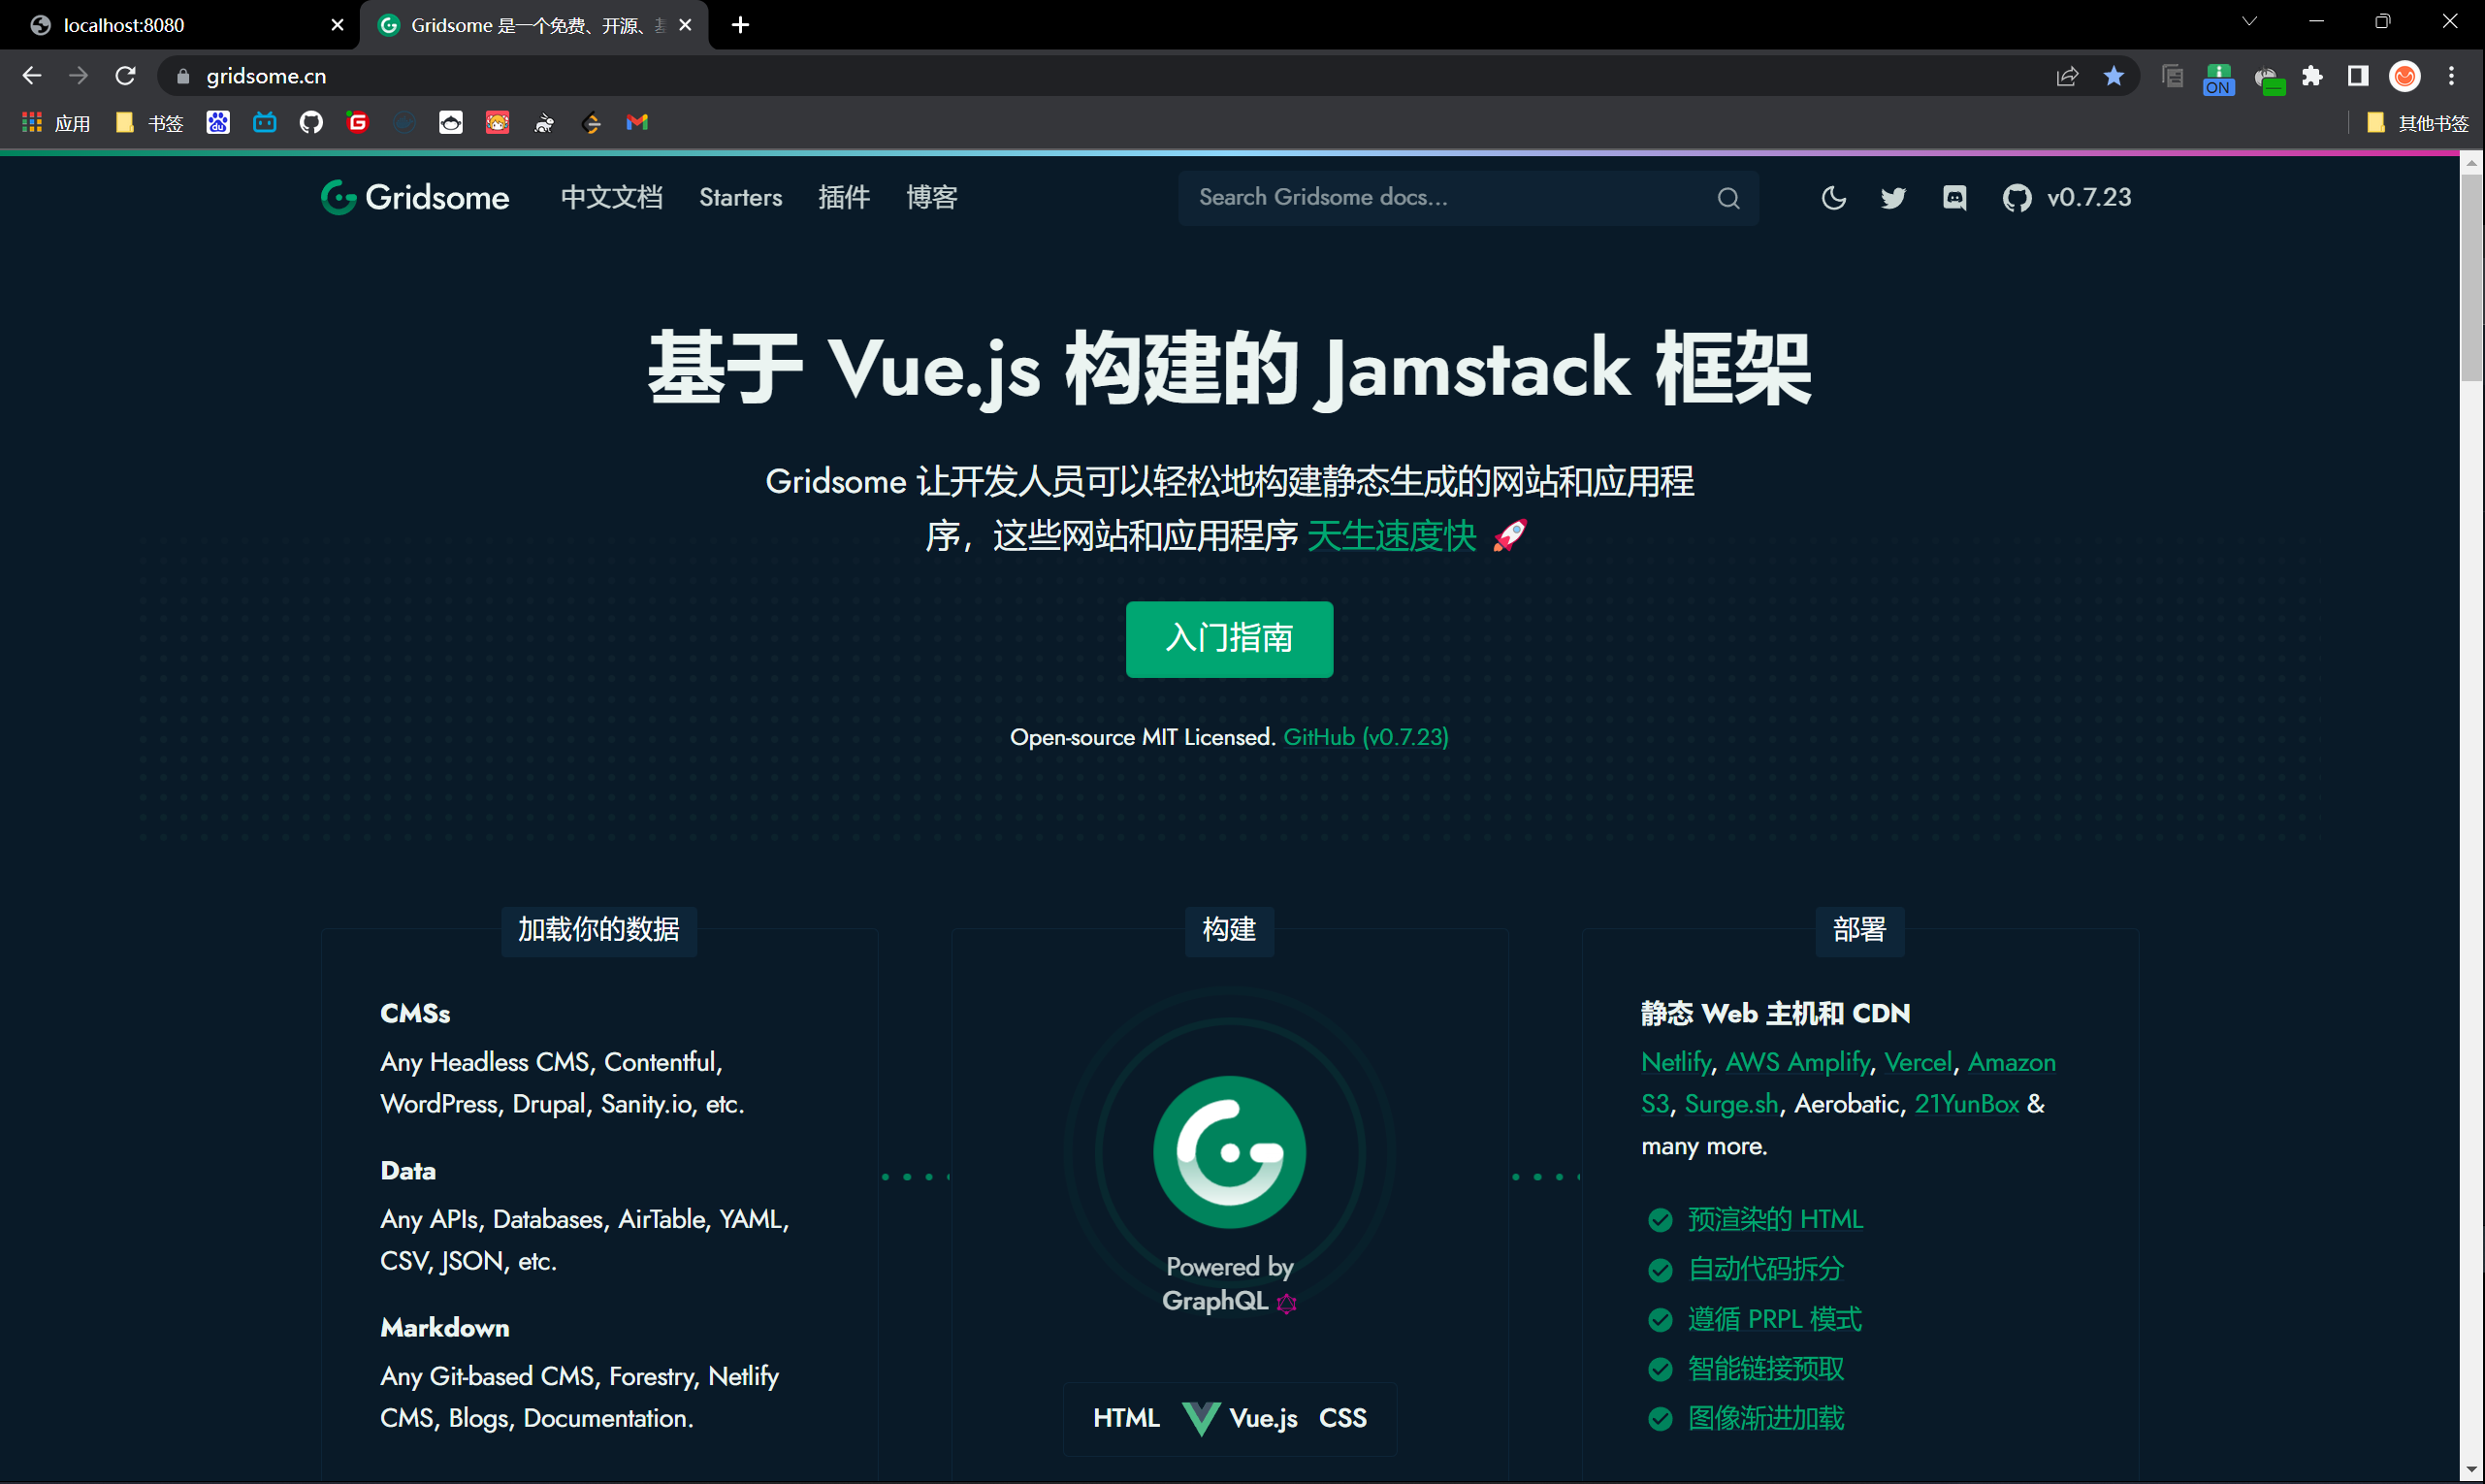 localhost:8080
Gridsome 是一个免费、开源、基
gridsome.cn
ON
应用
书签
其他书签
Gridsome
中文文档
Starters
插件
博客
Search Gridsome docs...
v0.7.23
基于 Vue.js 构建的 Jamstack 框架
Gridsome 让开发人员可以轻松地构建静态生成的网站和应用程
序，这些网站和应用程序 天生速度快 🚀
入门指南
Open-source MIT Licensed. GitHub (v0.7.23)
加载你的数据
CMSs
Any Headless CMS, Contentful,
WordPress, Drupal, Sanity.io, etc.
Data
Any APIs, Databases, AirTable, YAML,
CSV, JSON, etc.
Markdown
Any Git-based CMS, Forestry, Netlify
CMS, Blogs, Documentation.
构建
Powered by
GraphQL
HTML
Vue.js
CSS
部署
静态 Web 主机和 CDN
Netlify, AWS Amplify, Vercel, Amazon
S3, Surge.sh, Aerobatic, 21YunBox &
many more.
预渲染的 HTML
自动代码拆分
遵循 PRPL 模式
智能链接预取
图像渐进加载